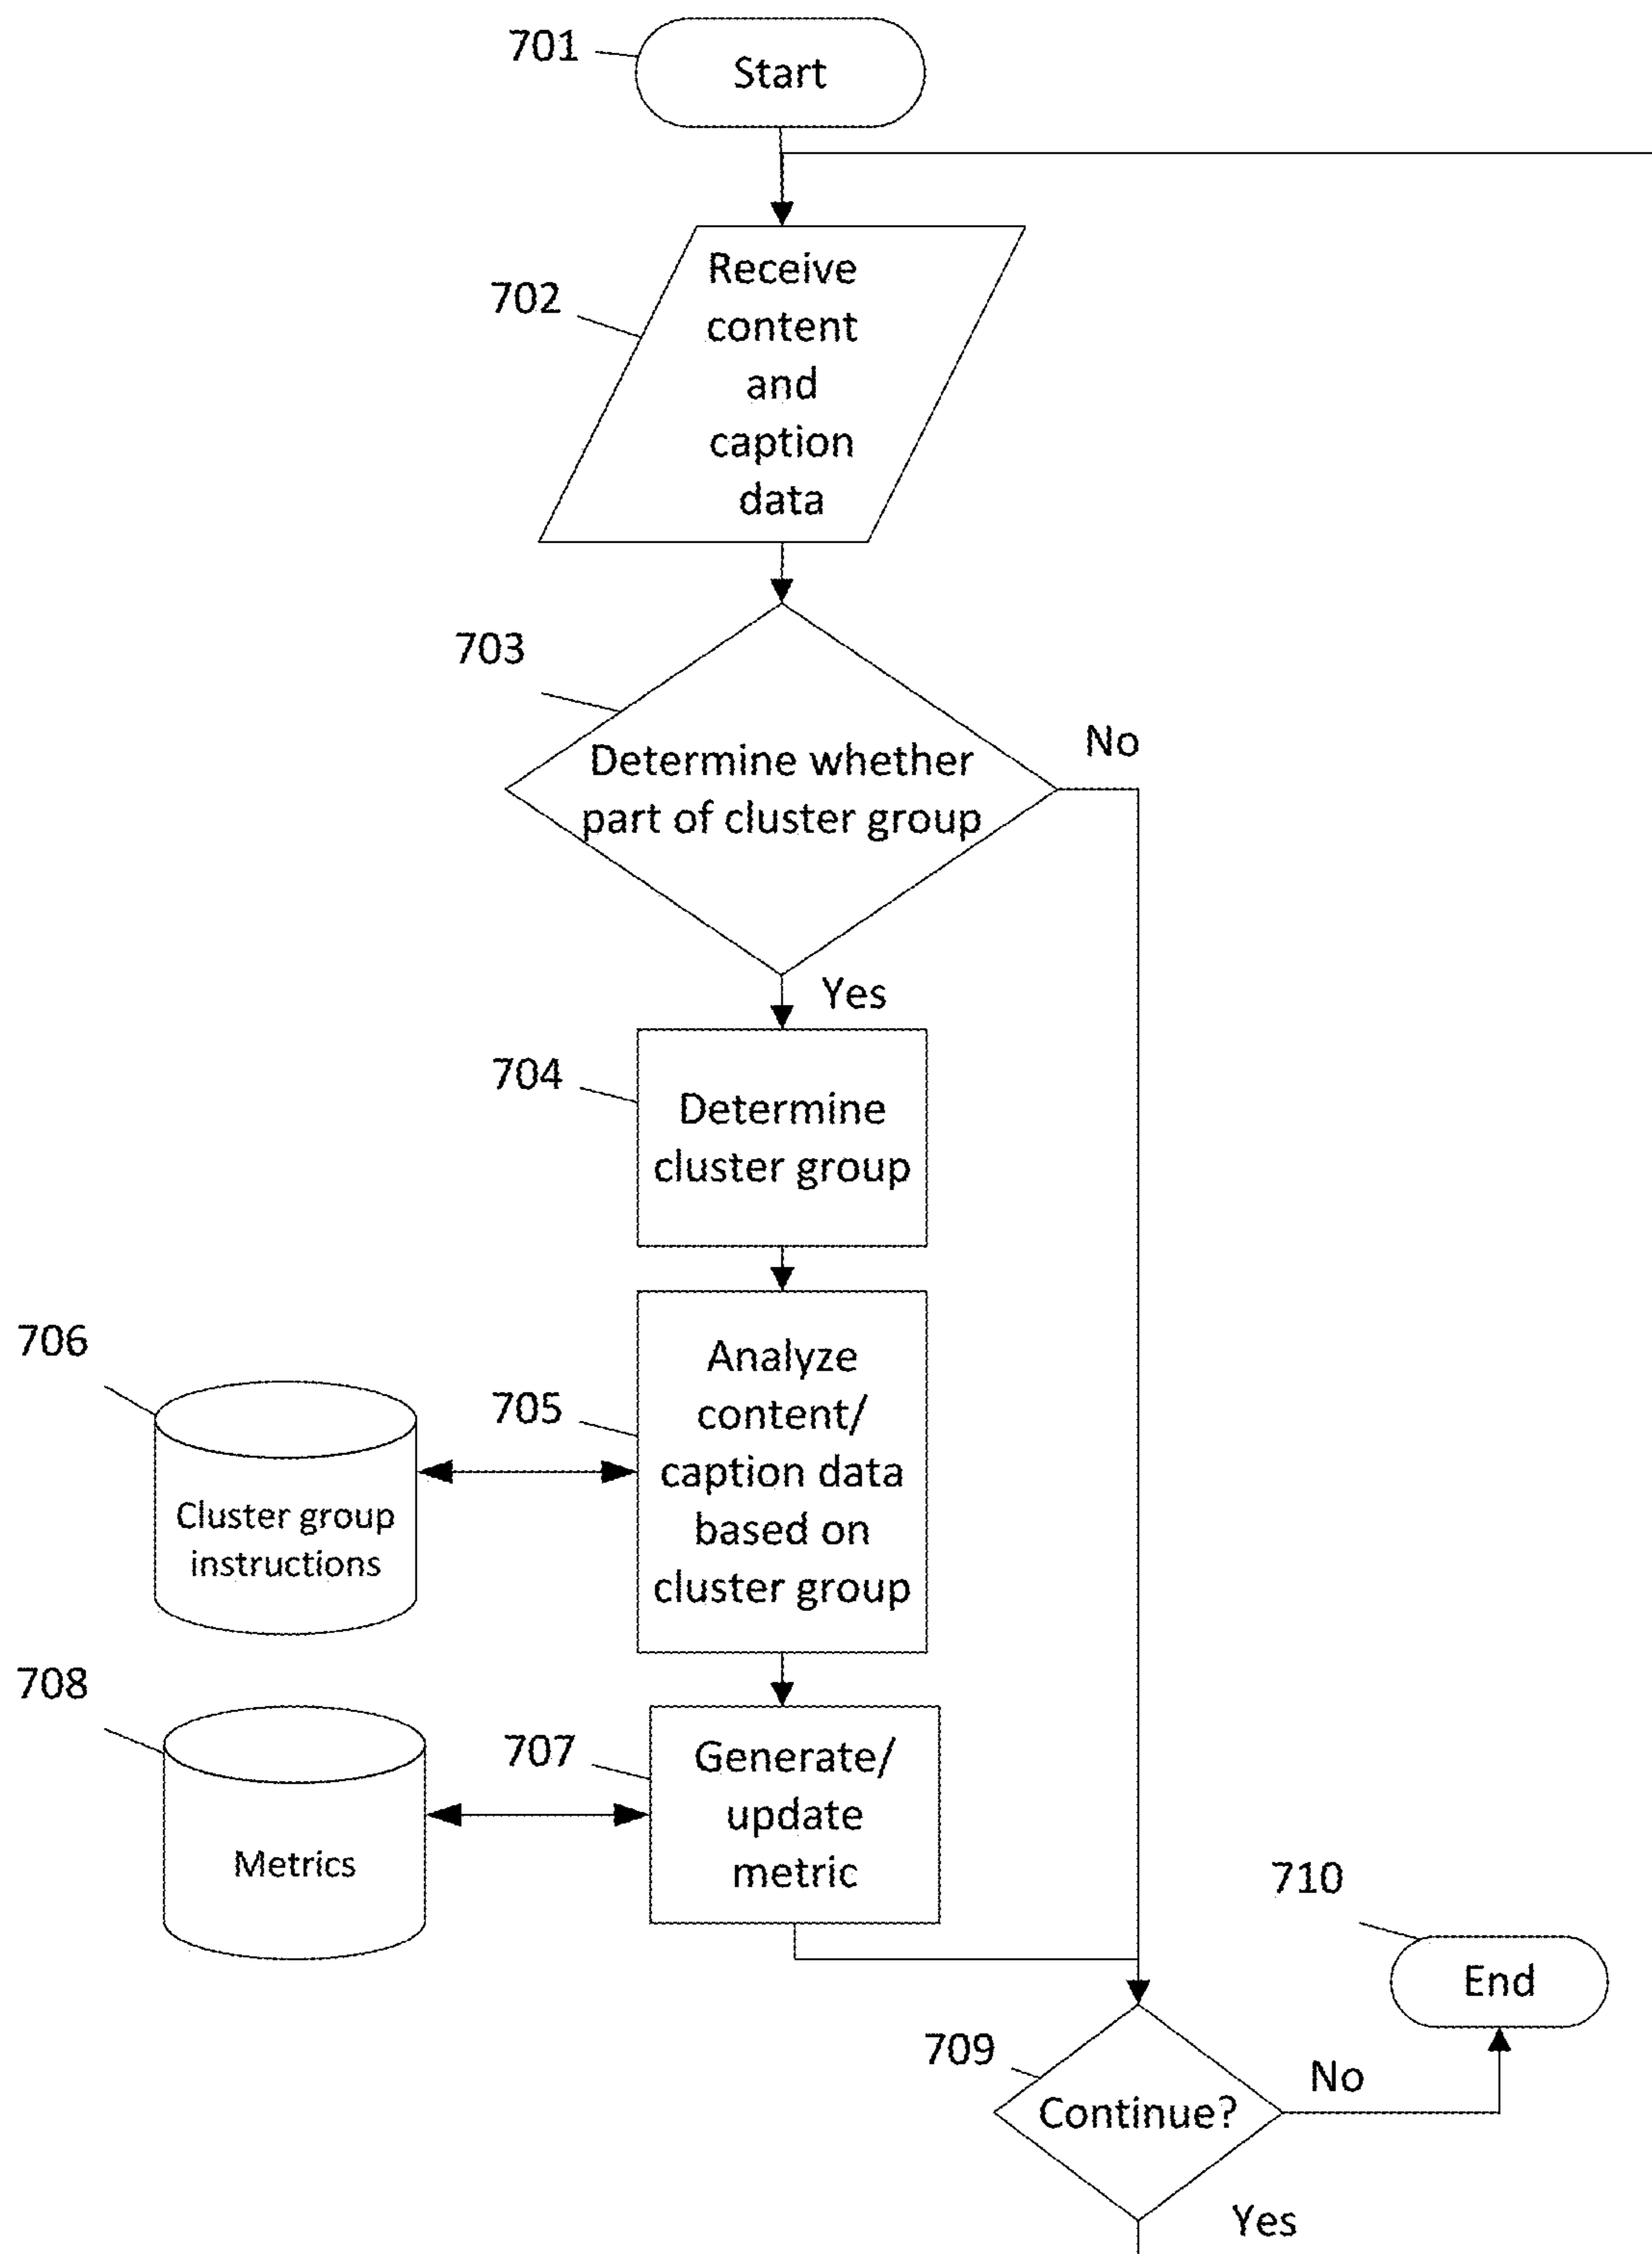 701
Start
702
Receive
content
and
caption
data
703
Determine whether
part of cluster group
No
Yes
704
Determine
cluster group
706
Cluster group
instructions
705
Analyze
content/
caption data
based on
cluster group
708
Metrics
707
Generate/
update
metric
710
End
709
Continue?
No
Yes